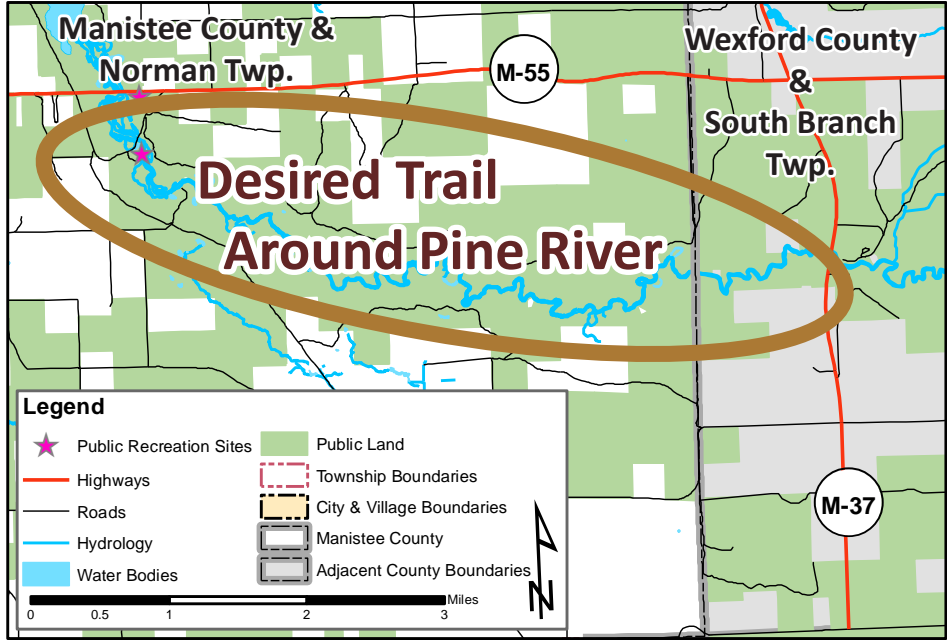 Manistee County &
Norman Twp.
M-55
Wexford County
&
South Branch
Twp.
Desired Trail
Around Pine River
Legend
Public Recreation Sites
Highways
Roads
Hydrology
Water Bodies
Public Land
Township Boundaries
City & Village Boundaries
Manistee County
Adjacent County Boundaries
N
Miles
0 0.5 1 2 3
M-37